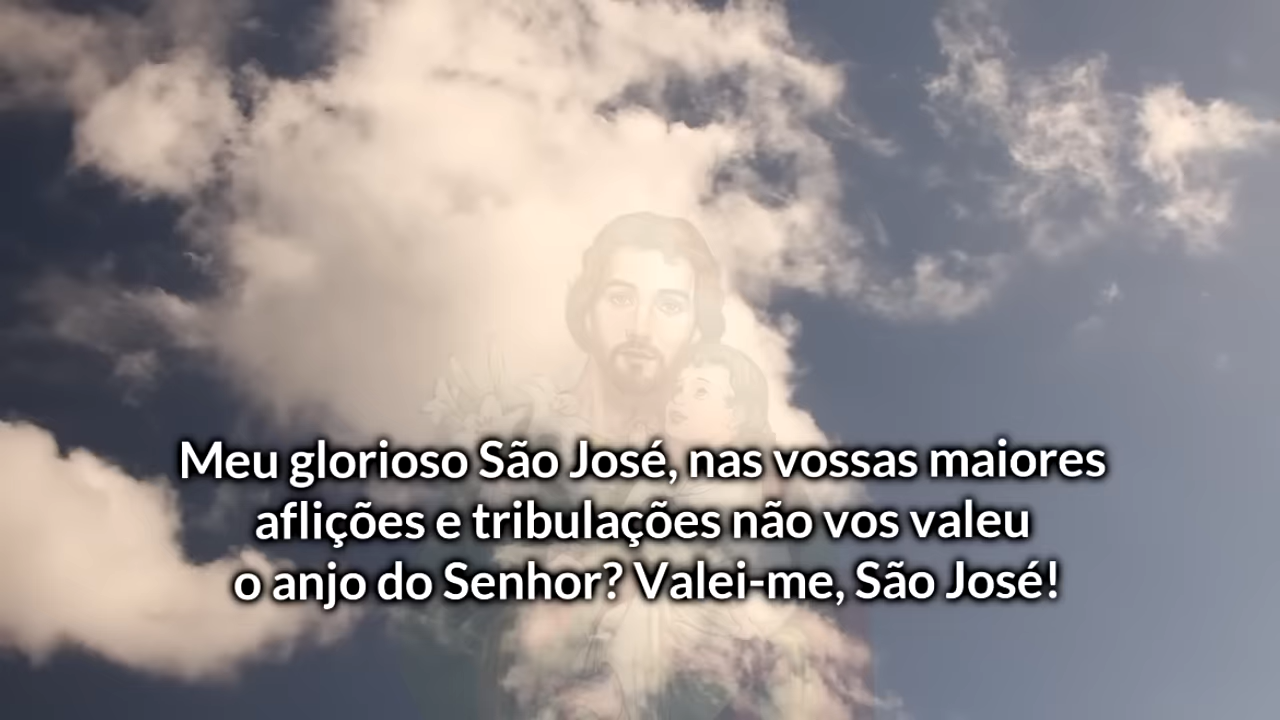 Meu glorioso São José, nas vossas maiores
aflições e tribulações não vos valeu
o anjo do Senhor? Valei-me, São José!